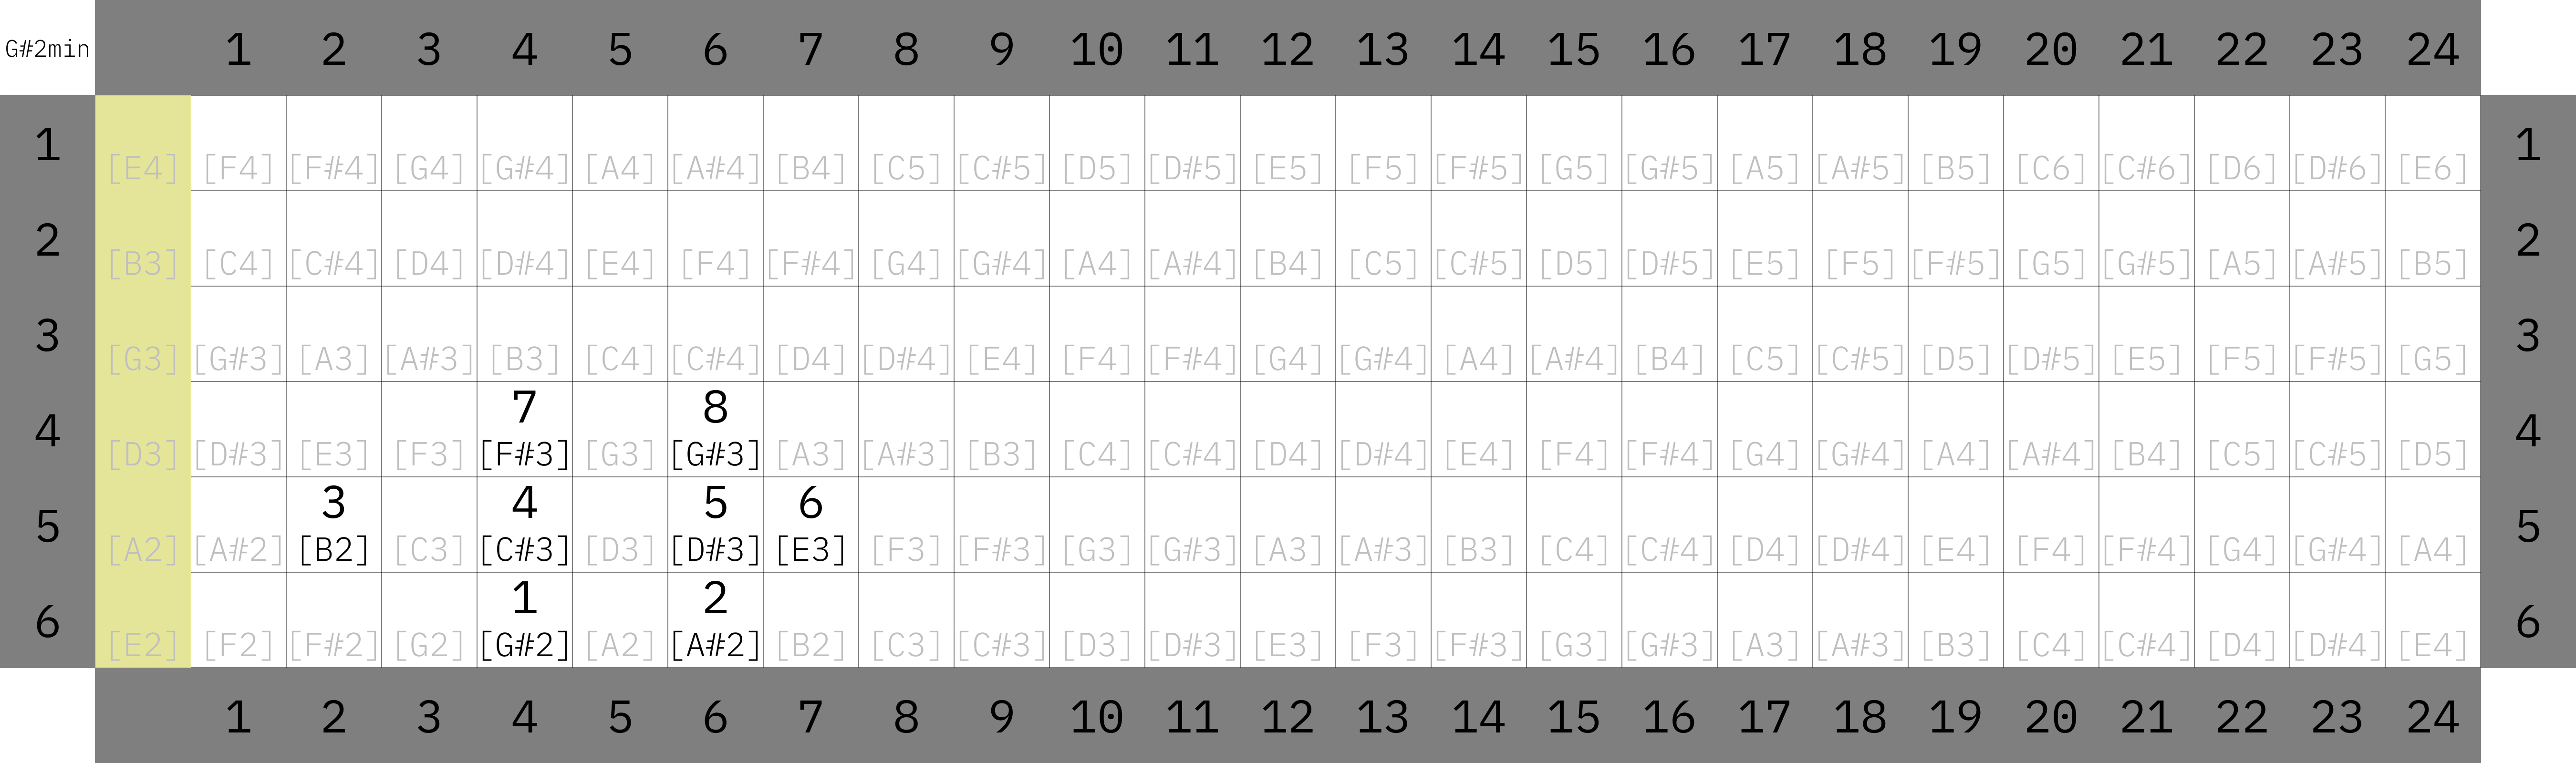 G#2min 1 2 3 4 5 6 7 8 9 10 11 12 13 14 15 16 17 18 19 20 21 22 23 24
1 [E4] [F4] [F#4] [G4] [G#4] [A4] [A#4] [B4] [C5] [C#5] [D5] [D#5] [E5] [F5] [F#5] [G5] [G#5] [A5] [A#5] [B5] [C6] [C#6] [D6] [D#6] [E6] 1
2 [B3] [C4] [C#4] [D4] [D#4] [E4] [F4] [F#4] [G4] [G#4] [A4] [A#4] [B4] [C5] [C#5] [D5] [D#5] [E5] [F5] [F#5] [G5] [G#5] [A5] [A#5] [B5] 2
3 [G3] [G#3] [A3] [A#3] [B3] [C4] [C#4] [D4] [D#4] [E4] [F4] [F#4] [G4] [G#4] [A4] [A#4] [B4] [C5] [C#5] [D5] [D#5] [E5] [F5] [F#5] [G5] 3
7 8
4 [D3] [D#3] [E3] [F3] [F#3] [G3] [G#3] [A3] [A#3] [B3] [C4] [C#4] [D4] [D#4] [E4] [F4] [F#4] [G4] [G#4] [A4] [A#4] [B4] [C5] [C#5] [D5] 4
3 4 5 6
5 [A2] [A#2] [B2] [C3] [C#3] [D3] [D#3] [E3] [F3] [F#3] [G3] [G#3] [A3] [A#3] [B3] [C4] [C#4] [D4] [D#4] [E4] [F4] [F#4] [G4] [G#4] [A4] 5
1 2
6 [E2] [F2] [F#2] [G2] [G#2] [A2] [A#2] [B2] [C3] [C#3] [D3] [D#3] [E3] [F3] [F#3] [G3] [G#3] [A3] [A#3] [B3] [C4] [C#4] [D4] [D#4] [E4] 6
1 2 3 4 5 6 7 8 9 10 11 12 13 14 15 16 17 18 19 20 21 22 23 24